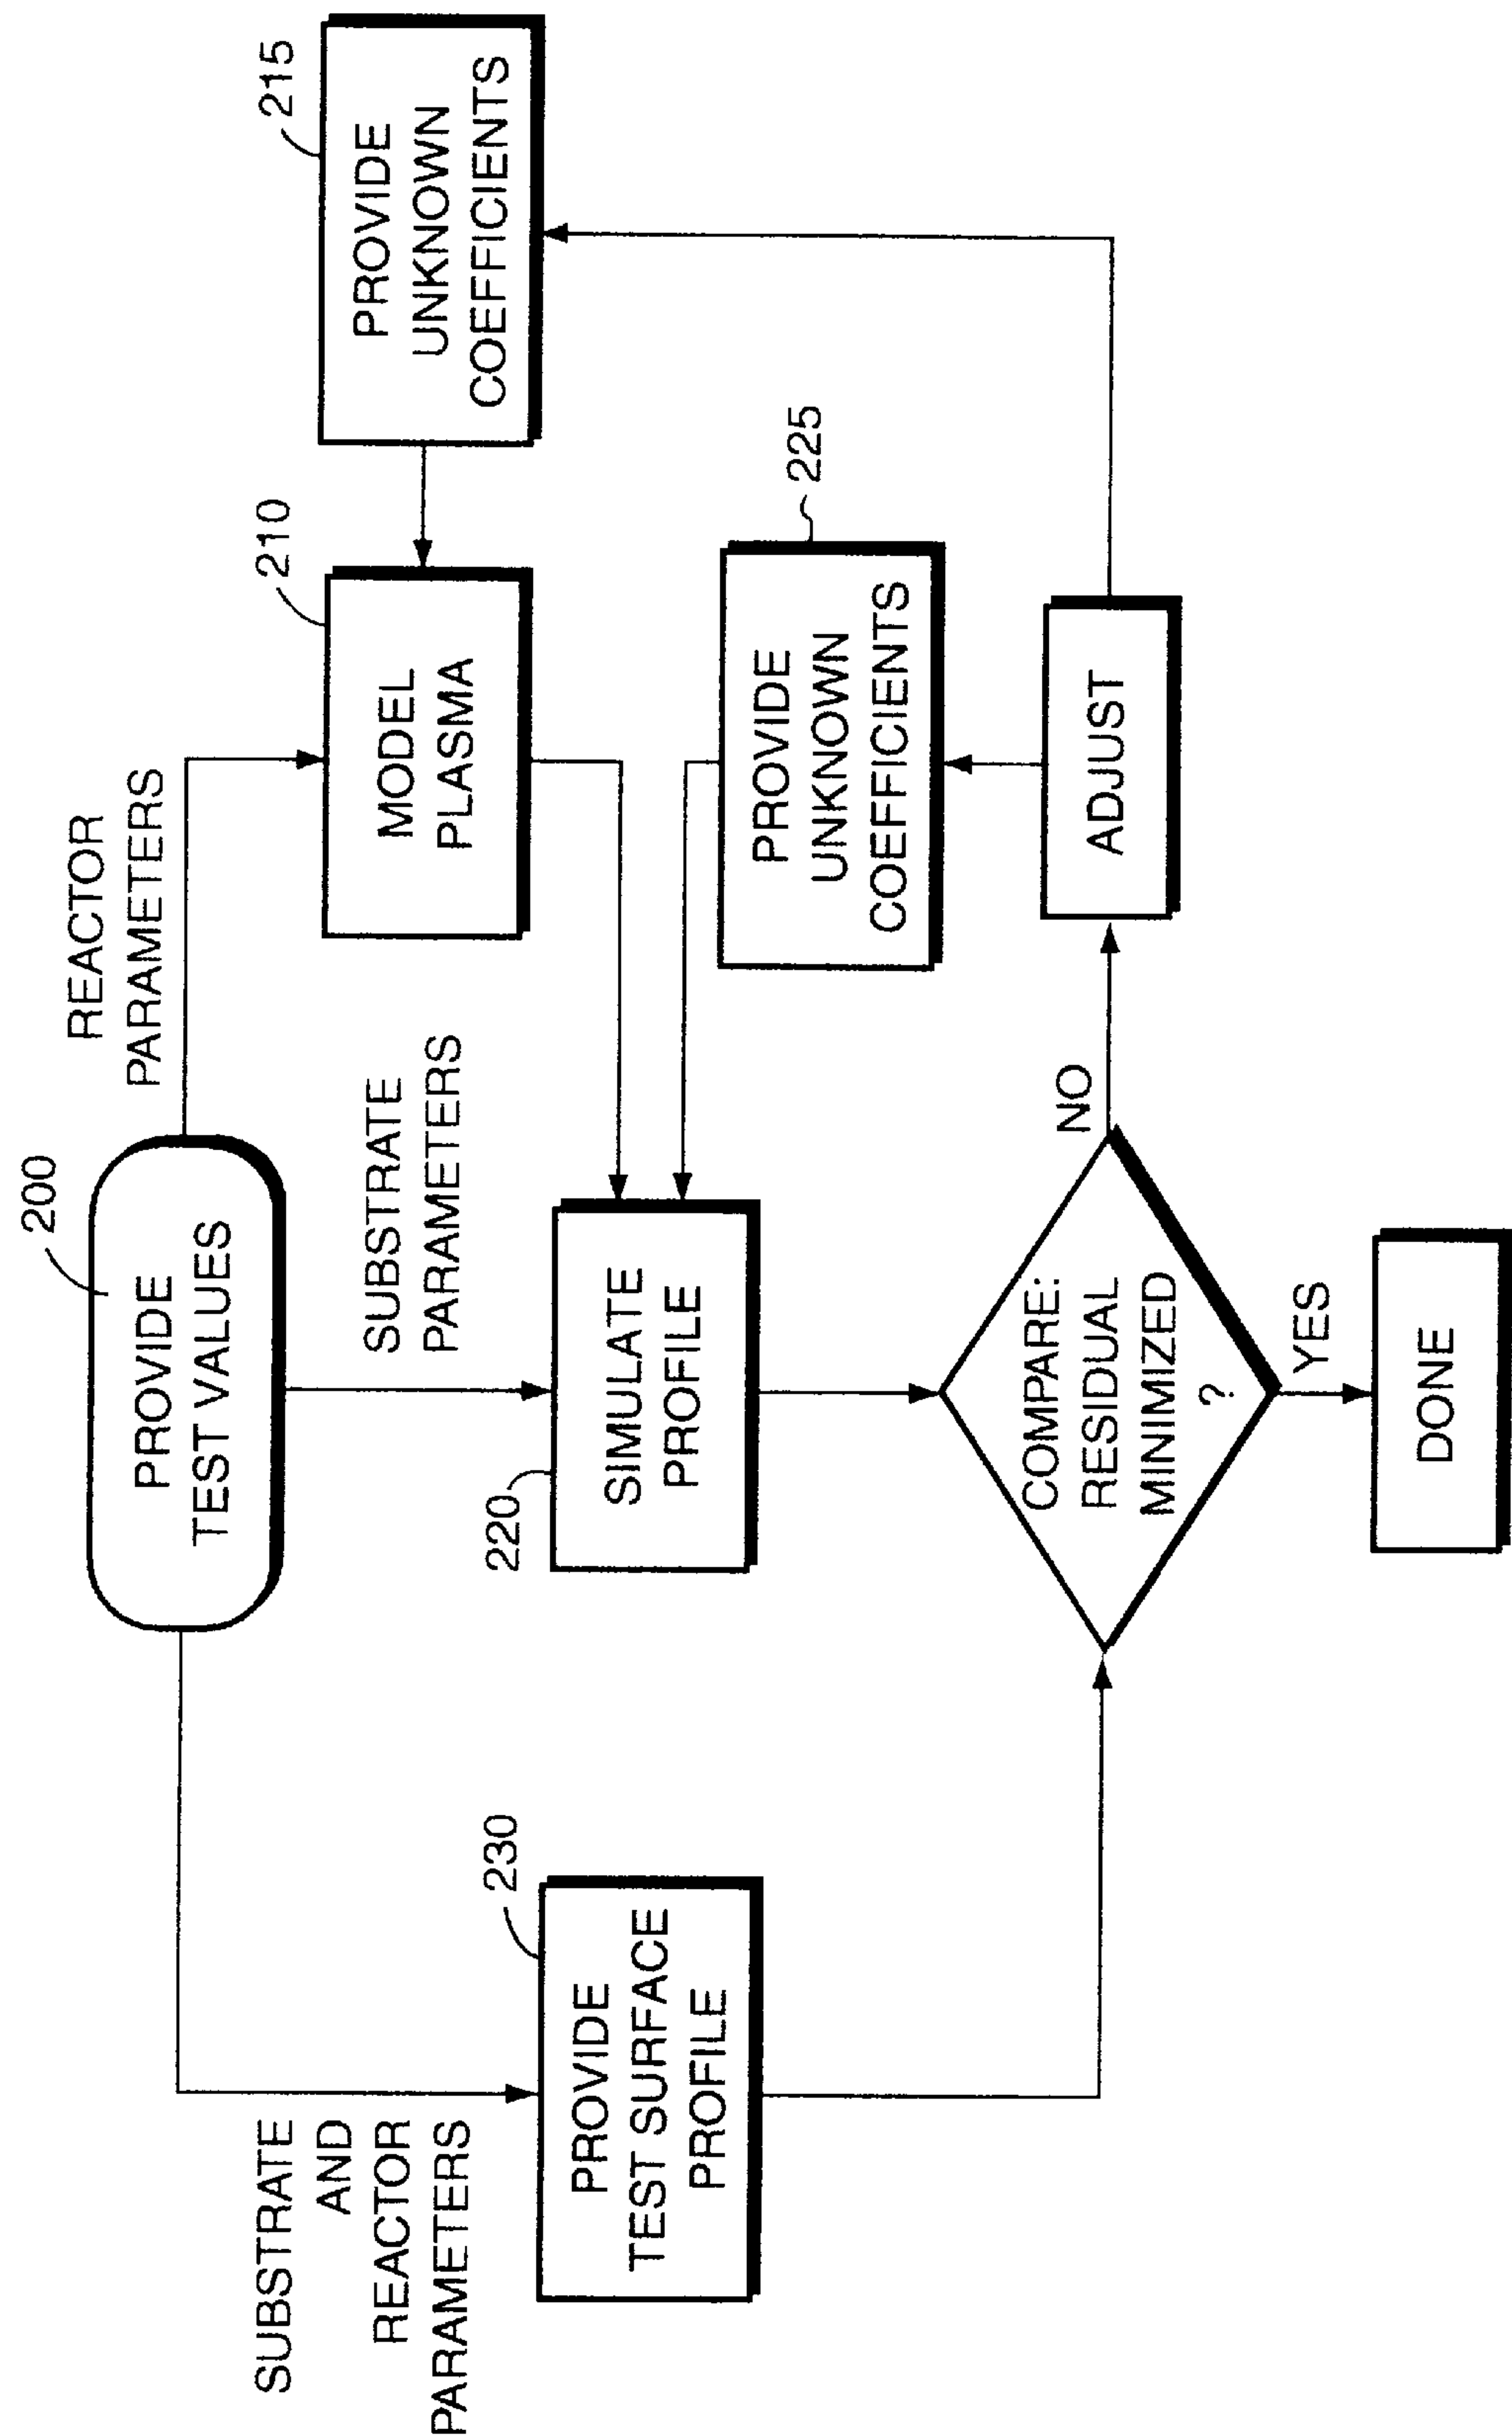 200
PROVIDE
TEST VALUES
REACTOR
PARAMETERS
SUBSTRATE
PARAMETERS
SUBSTRATE
AND
REACTOR
PARAMETERS
210
MODEL
PLASMA
215
PROVIDE
UNKNOWN
COEFFICIENTS
230
PROVIDE
TEST SURFACE
PROFILE
220
SIMULATE
PROFILE
225
PROVIDE
UNKNOWN
COEFFICIENTS
COMPARE:
RESIDUAL
MINIMIZED
?
NO
ADJUST
YES
DONE